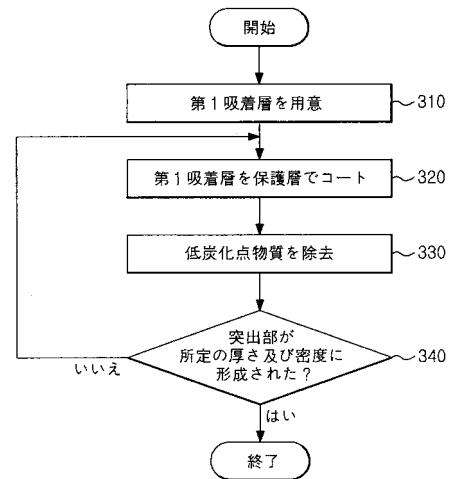 開始
第1吸着層を用意
310
第1吸着層を保護層でコート
320
低炭化点物質を除去
330
突出部が
所定の厚さ及び密度に
形成された?
340
いいえ
はい
終了